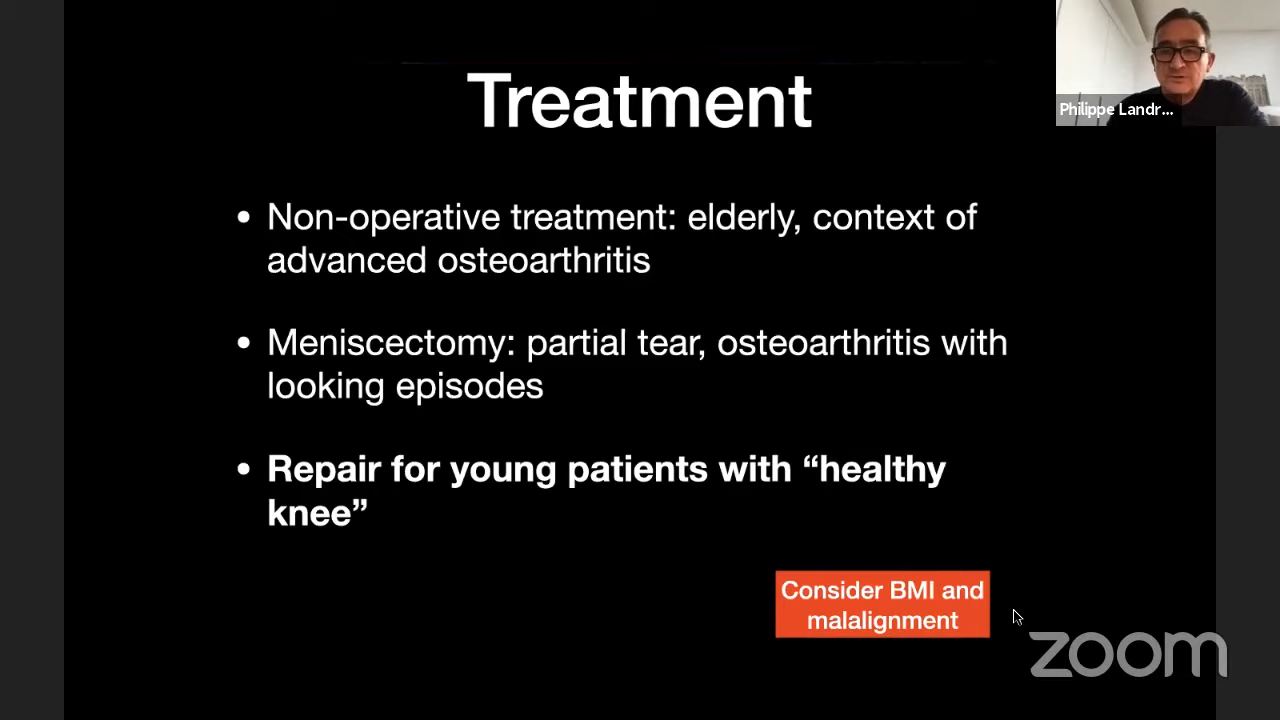 Treatment
Philippe Landr...
• Non-operative treatment: elderly, context of
advanced osteoarthritis
• Meniscectomy: partial tear, osteoarthritis with
looking episodes
• Repair for young patients with “healthy
knee”
Consider BMI and
malalignment
zoom